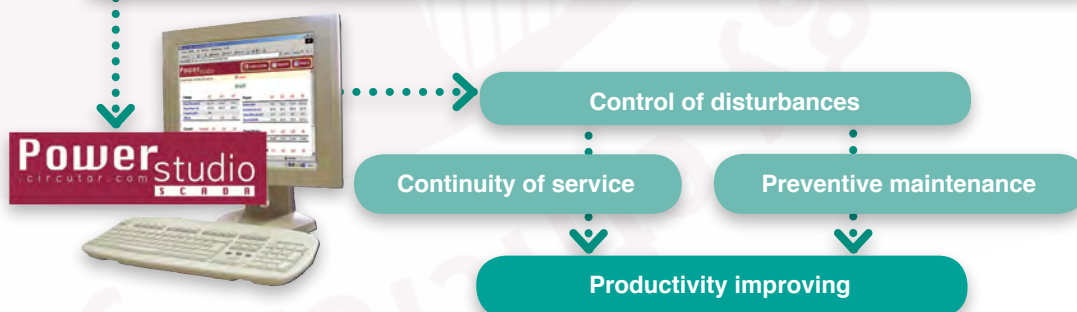 Control of disturbances
Power studio
.circutor.com
SCADA
Continuity of service
Preventive maintenance
Productivity improving